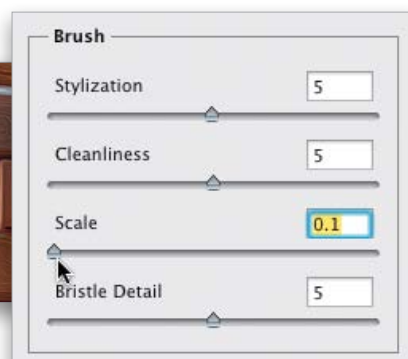 Brush
Stylization 5
Cleanliness 5
Scale 0.1
Bristle Detail 5